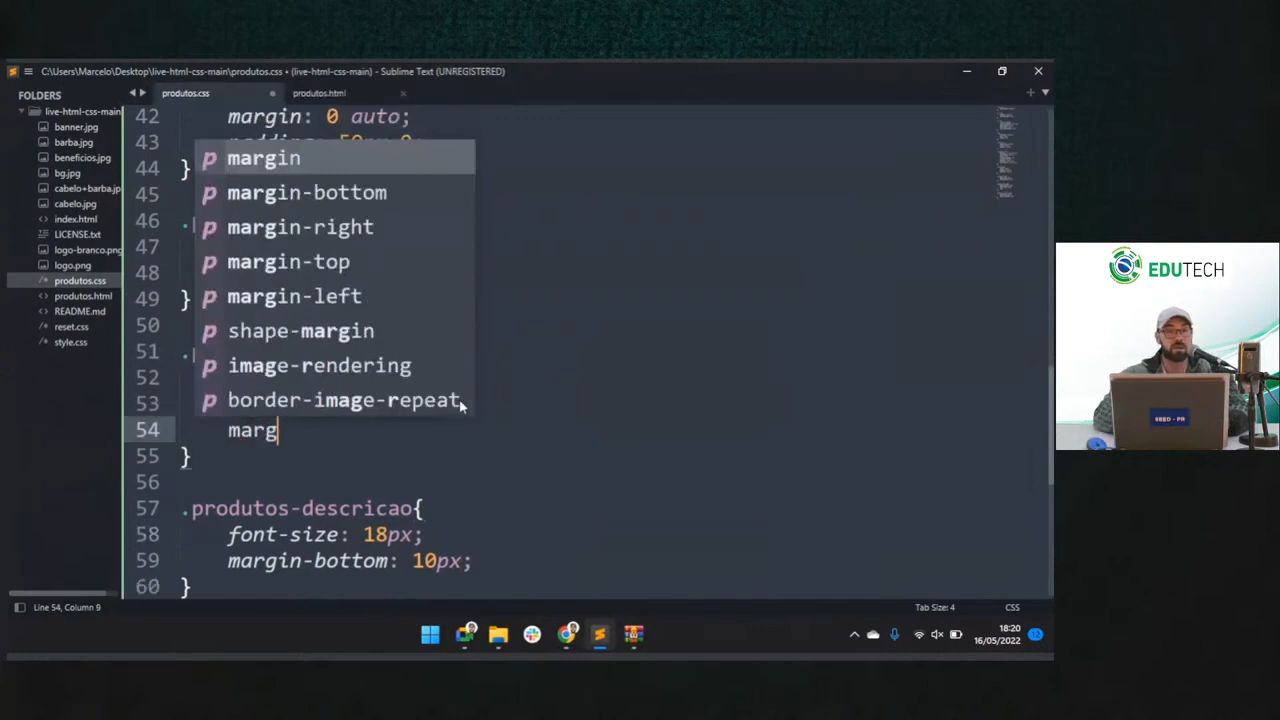 C:\Users\Marcelo\Desktop\live-html-css-main\produtos.css • (live-html-css-main) - Sublime Text (UNREGISTERED)
FOLDERS
live-html-css-main
banner.jpg
barba.jpg
beneficios.jpg
bg.jpg
cabelo+barba.jp
cabelo.jpg
index.html
LICENSE.txt
logo-branco.png
logo.png
produtos.css
produtos.html
README.md
reset.css
style.css
produtos.css
produtos.html
42 margin: 0 auto;
43
44 }
45
46 .
47
48
49 }
50
51 .
52
53
54 marg
55 }
56
57 .produtos-descricao{
58 font-size: 18px;
59 margin-bottom: 10px;
60 }
p margin
p margin-bottom
p margin-right
p margin-top
p margin-left
p shape-margin
p image-rendering
p border-image-repeat
Line 54, Column 9
Tab Size: 4
CSS
18:20
16/05/2022
12
EDUTECH
SEED - PR